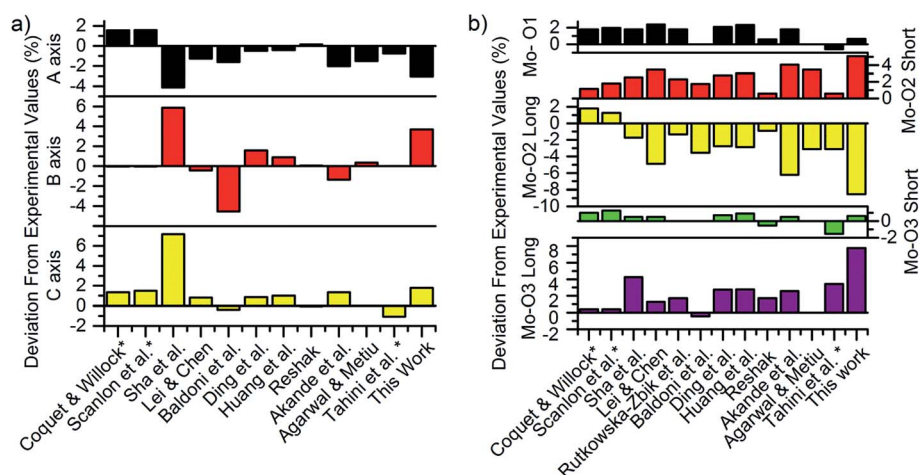 a)
Deviation From Experimental Values (%)
A axis
2
0
-2
-4
B axis
6
4
2
0
-2
-4
C axis
6
4
2
0
-2
Coquet & Willock*
Scanlon et al.*
Sha et al.
Lei & Chen
Baldoni et al.
Ding et al.
Huang et al.
Reshak
Akande et al.
Agarwal & Metiu
Tahini et al.*
This Work
b)
Deviation From Experimental Values (%)
Mo- O1
2
0
Mo-O2 Short
4
2
0
Mo-O2 Long
2
0
-2
-4
-6
-8
-10
Mo-O3 Short
0
-2
Mo-O3 Long
8
6
4
2
0
Coquet & Willock*
Scanlon et al.*
Sha et al.
Lei & Chen
Rutkowska-Zbik et al.
Baldoni et al.
Ding et al.
Huang et al.
Reshak
Akande et al.
Agarwal & Metiu
Tahini et al.*
This work